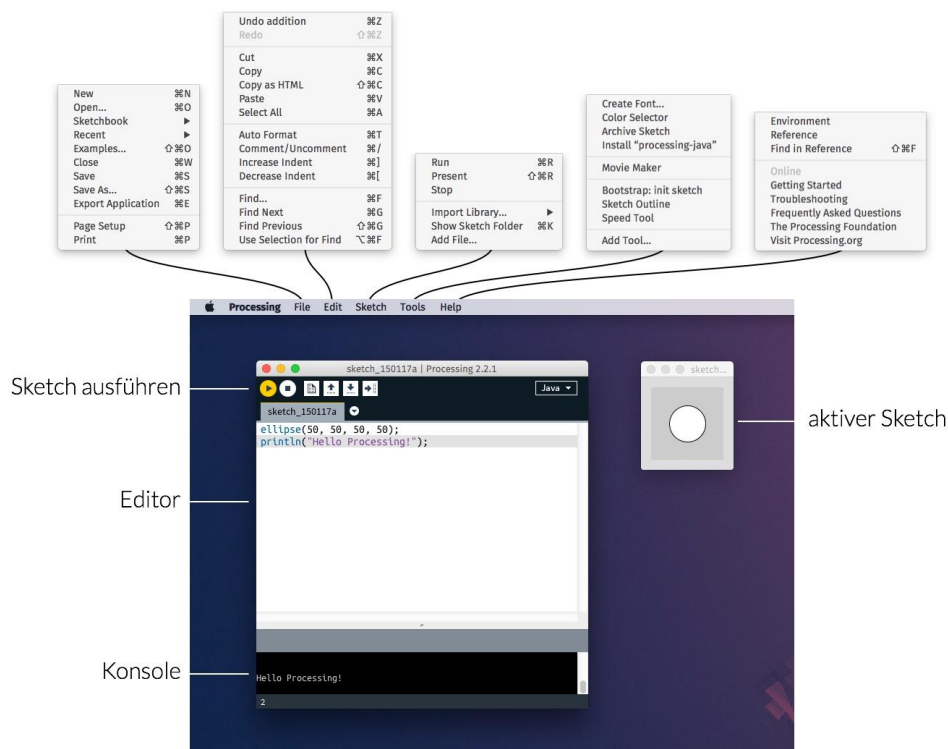 Undo addition ⌘Z
Redo ⇧⌘Z
Cut ⌘X
Copy ⌘C
Copy as HTML ⇧⌘C
Paste ⌘V
Select All ⌘A
Auto Format ⌘T
Comment/Uncomment ⌘/
Increase Indent ⌘]
Decrease Indent ⌘[
Find... ⌘F
Find Next ⌘G
Find Previous ⇧⌘G
Use Selection for Find ⌥⌘F
New ⌘N
Open... ⌘O
Sketchbook ▶
Recent ▶
Examples... ⇧⌘O
Close ⌘W
Save ⌘S
Save As... ⇧⌘S
Export Application ⌘E
Page Setup ⇧⌘P
Print ⌘P
Run ⌘R
Present ⇧⌘R
Stop
Import Library... ▶
Show Sketch Folder ⌘K
Add File...
Create Font...
Color Selector
Archive Sketch
Install “processing-java”
Movie Maker
Bootstrap: init sketch
Sketch Outline
Speed Tool
Add Tool...
Environment
Reference
Find in Reference ⇧⌘F
Online
Getting Started
Troubleshooting
Frequently Asked Questions
The Processing Foundation
Visit Processing.org
Processing File Edit Sketch Tools Help
sketch_150117a | Processing 2.2.1
sketch...
Sketch ausführen
Java ▼
sketch_150117a
ellipse(50, 50, 50, 50);
println("Hello Processing!");
aktiver Sketch
Editor
Konsole
Hello Processing!
2